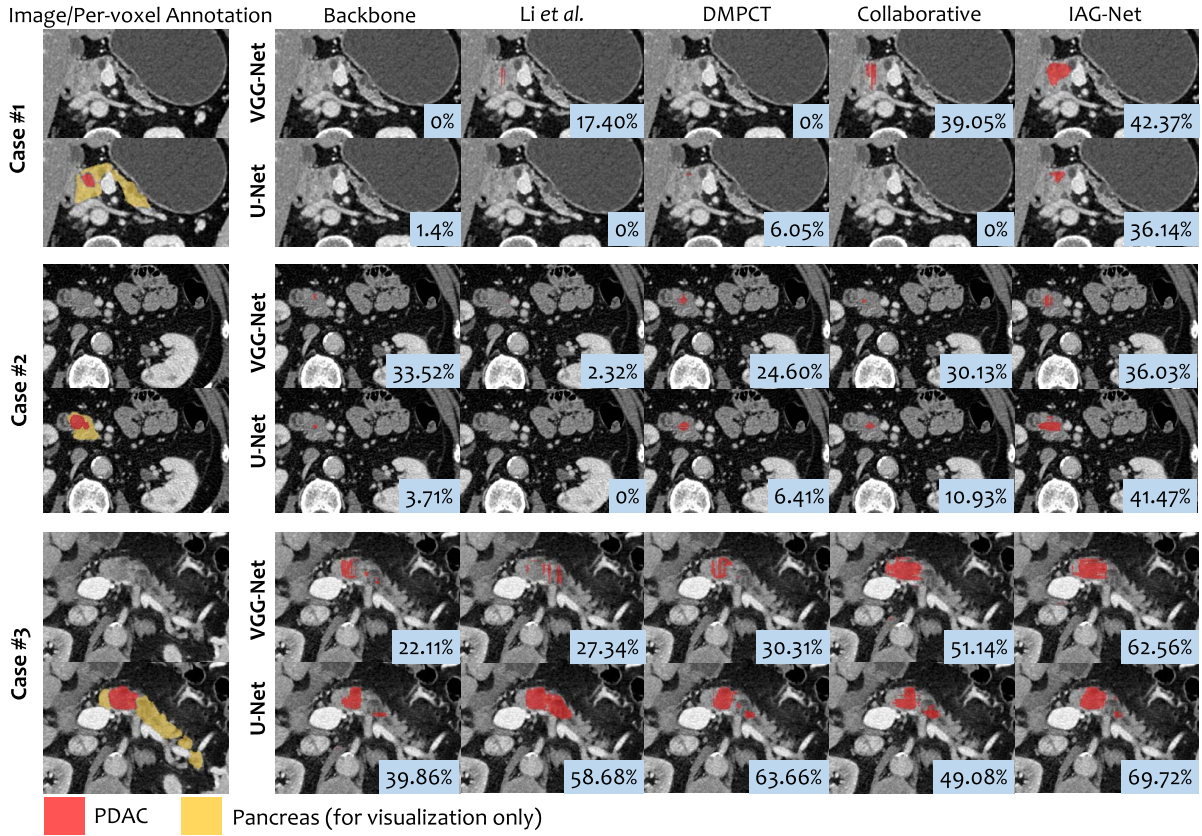 Image/Per-voxel Annotation Backbone Li et al. DMPCT Collaborative IAG-Net
Case #1
VGG-Net
0% 17.40% 0% 39.05% 42.37%
U-Net
1.4% 0% 6.05% 0% 36.14%
Case #2
VGG-Net
33.52% 2.32% 24.60% 30.13% 36.03%
U-Net
3.71% 0% 6.41% 10.93% 41.47%
Case #3
VGG-Net
22.11% 27.34% 30.31% 51.14% 62.56%
U-Net
39.86% 58.68% 63.66% 49.08% 69.72%
PDAC Pancreas (for visualization only)